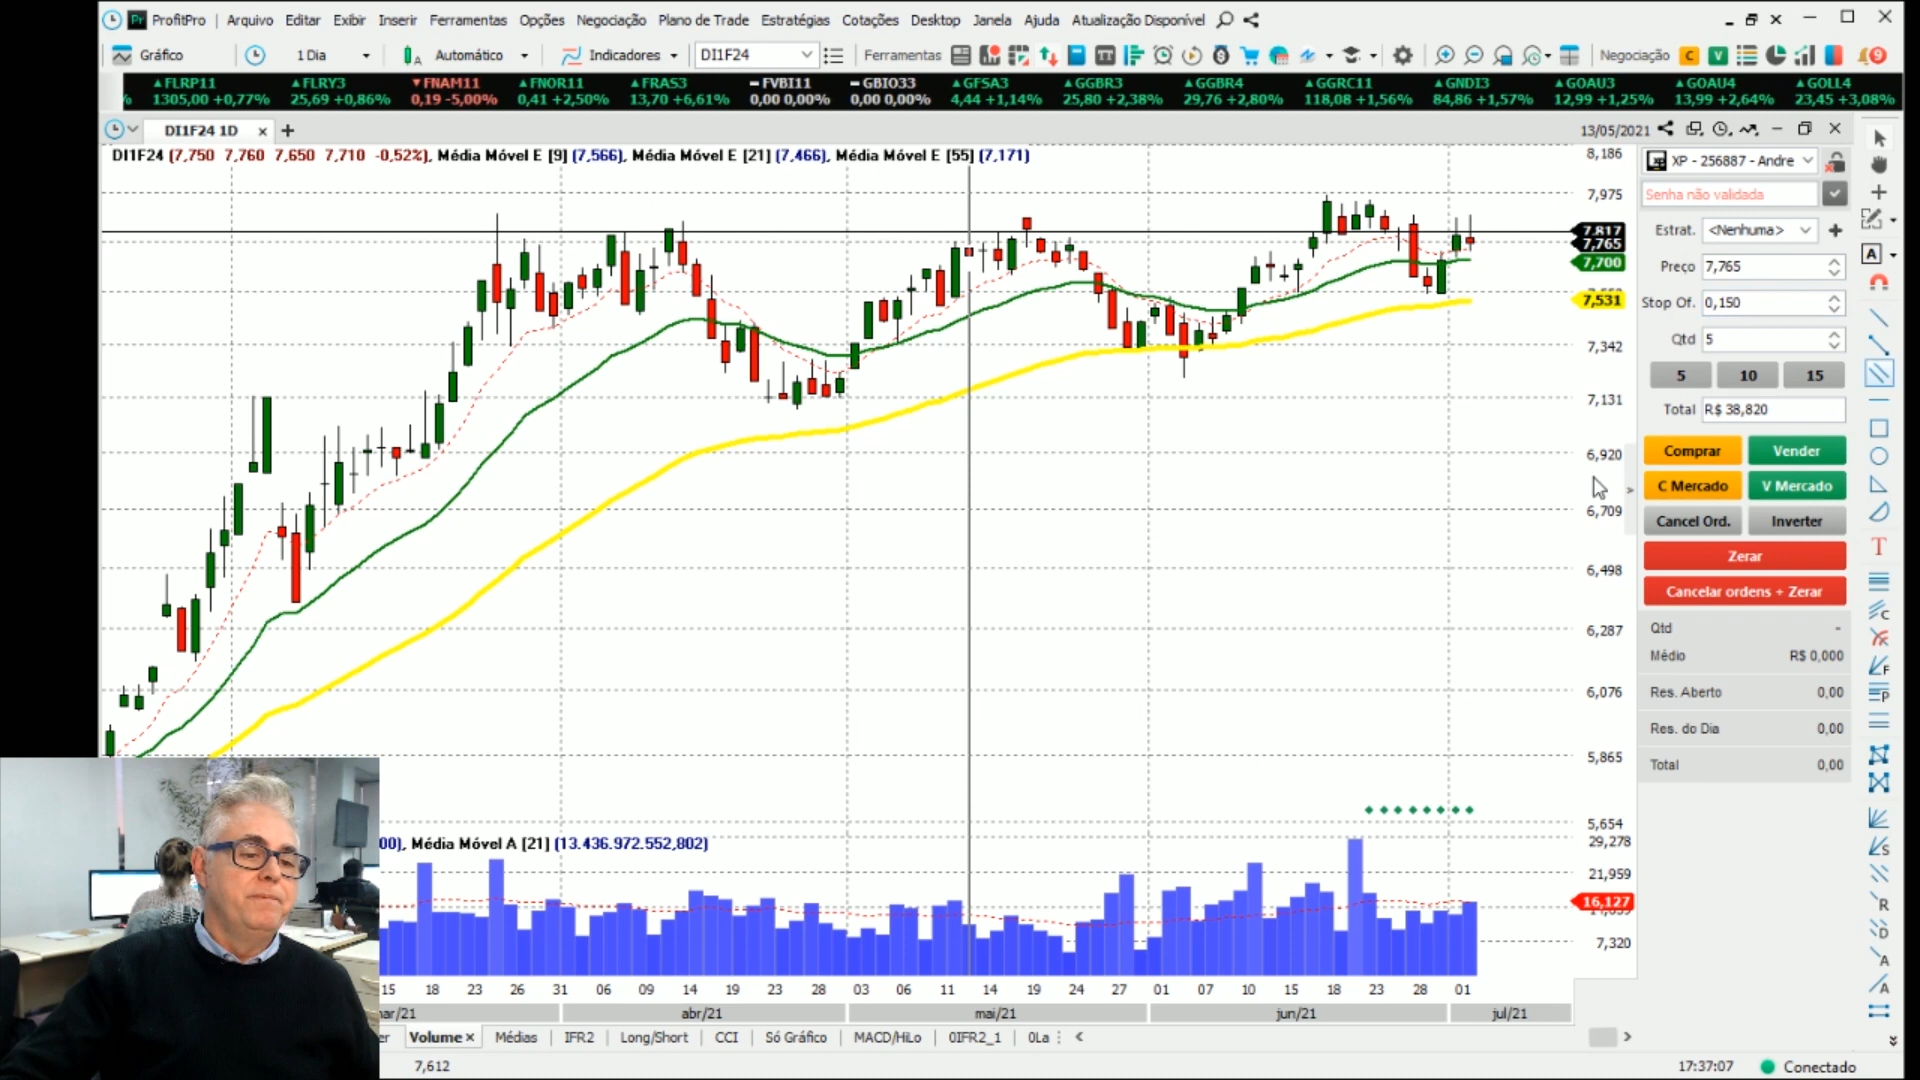 ProfitPro Arquivo Editar Exibir Inserir Ferramentas Opções Negociação Plano de Trade Estratégias Cotações Desktop Janela Ajuda Atualização Disponível
Gráfico 1 Dia Automático Indicadores DI1F24 Ferramentas Negociação C V 9
FLRP11 FLRY3 FNAM11 FNOR11 FRAS3 FVBI11 GBIO33 GFSA3 GGBR3 GGBR4 GGRC11 GNDI3 GOAU3 GOAU4 GOLL4
% 1305,00 +0,77% 25,69 +0,86% 0,19 -5,00% 0,41 +2,50% 13,70 +6,61% 0,00 0,00% 0,00 0,00% 4,44 +1,14% 25,80 +2,38% 29,76 +2,80% 118,08 +1,56% 84,86 +1,57% 12,99 +1,25% 13,99 +2,64% 23,45 +3,08%
DI1F24 1D 13/05/2021
DI1F24 (7,750 7,760 7,650 7,710 -0,52%), Média Móvel E [9] (7,566), Média Móvel E [21] (7,466), Média Móvel E [55] (7,171)
8,186
7,975
7,817
7,765
7,700
7,531
7,342
7,131
6,920
6,709
6,498
6,287
6,076
5,865
5,654
XP - 256887 - Andre
Senha não validada
Estrat. <Nenhuma>
Preço 7,765
Stop Of. 0,150
Qtd 5
5 10 15
Total R$ 38,820
Comprar Vender
C Mercado V Mercado
Cancel Ord. Inverter
Zerar
Cancelar ordens + Zerar
Qtd -
Médio R$ 0,000
Res. Aberto 0,00
Res. do Dia 0,00
Total 0,00
00), Média Móvel A [21] (13.436.972.552,802)
29,278
21,959
16,127
7,320
15 18 23 26 31 06 09 14 19 23 28 03 06 11 14 19 24 27 01 07 10 15 18 23 28 01
ar/21 abr/21 mai/21 jun/21 jul/21
er Volume Médias IFR2 Long/Short CCI Só Gráfico MACD/HiLo 0IFR2_1 0La
7,612 17:37:07 Conectado